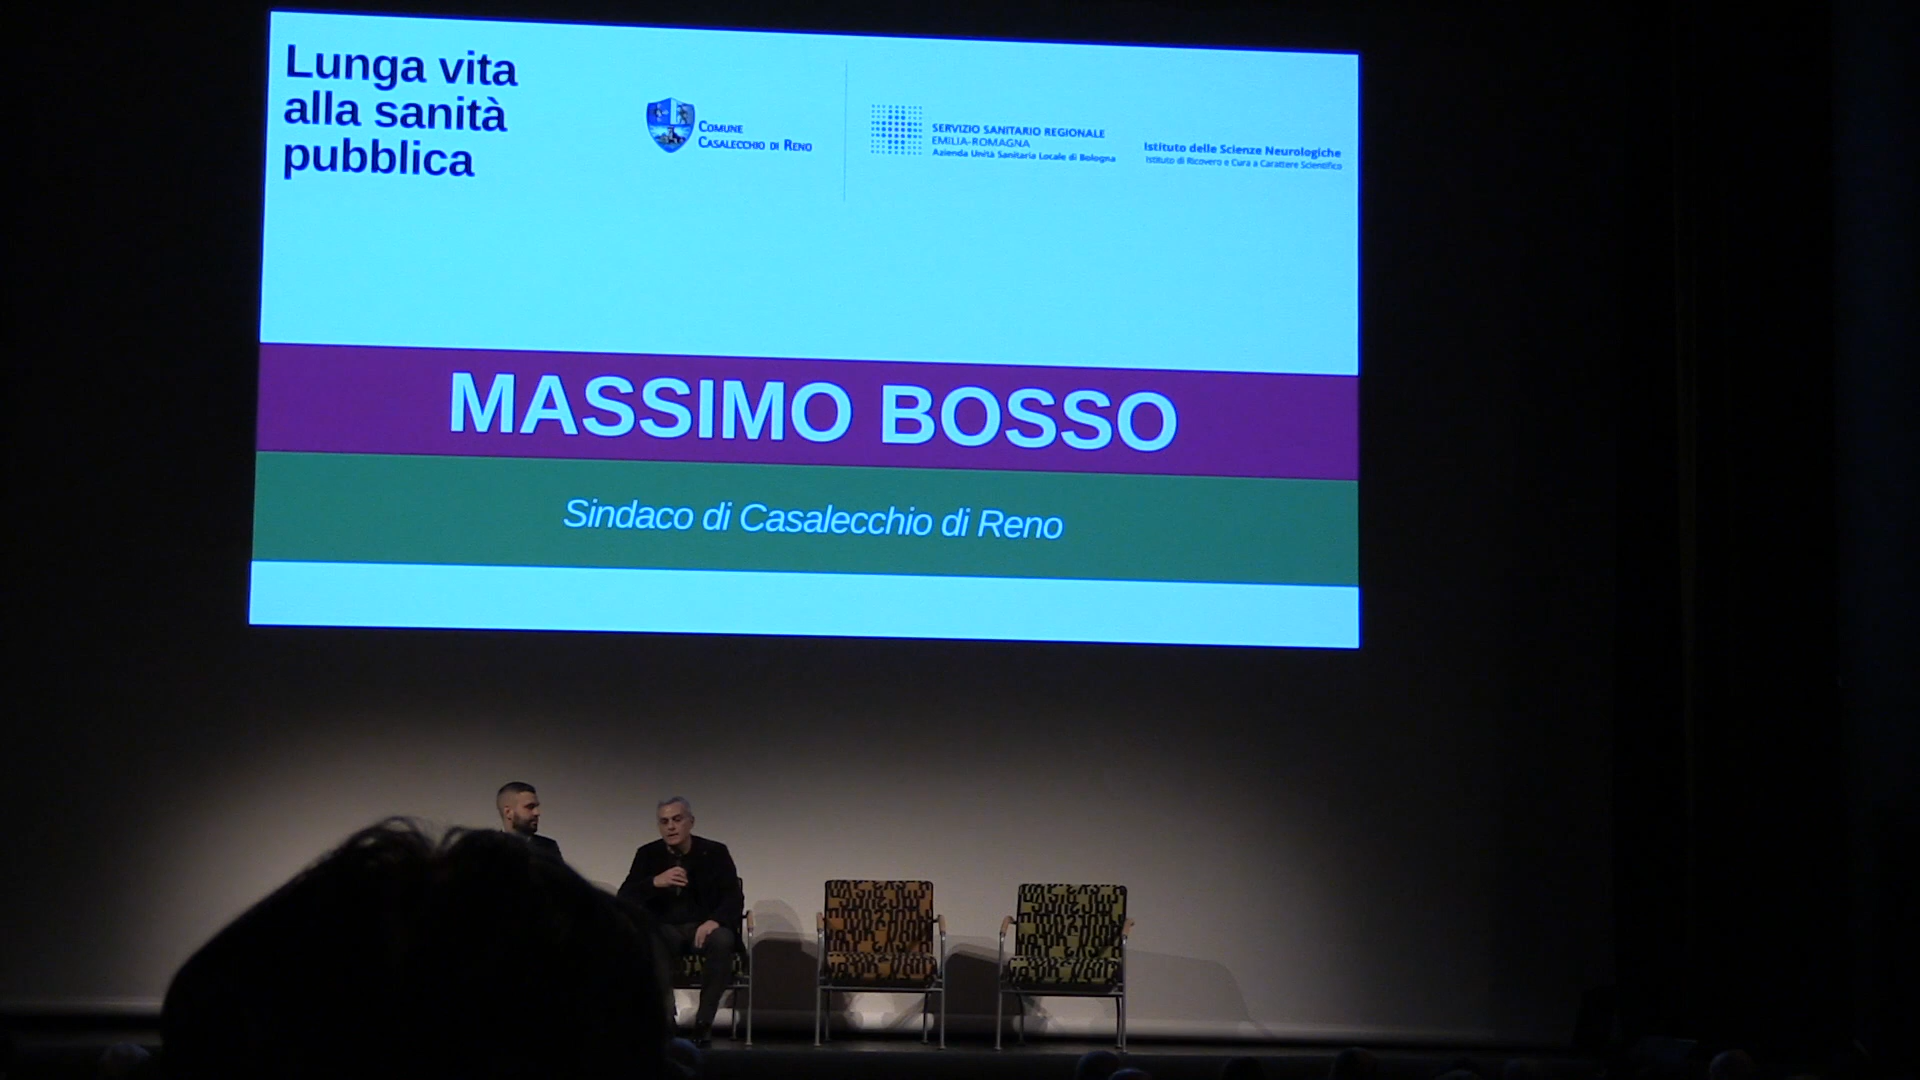 Lunga vita
alla sanità
pubblica
COMUNE
CASALECCHIO DI RENO
SERVIZIO SANITARIO REGIONALE
EMILIA-ROMAGNA
Azienda Unità Sanitaria Locale di Bologna
Istituto delle Scienze Neurologiche
Istituto di Ricovero e Cura a Carattere Scientifico
MASSIMO BOSSO
Sindaco di Casalecchio di Reno